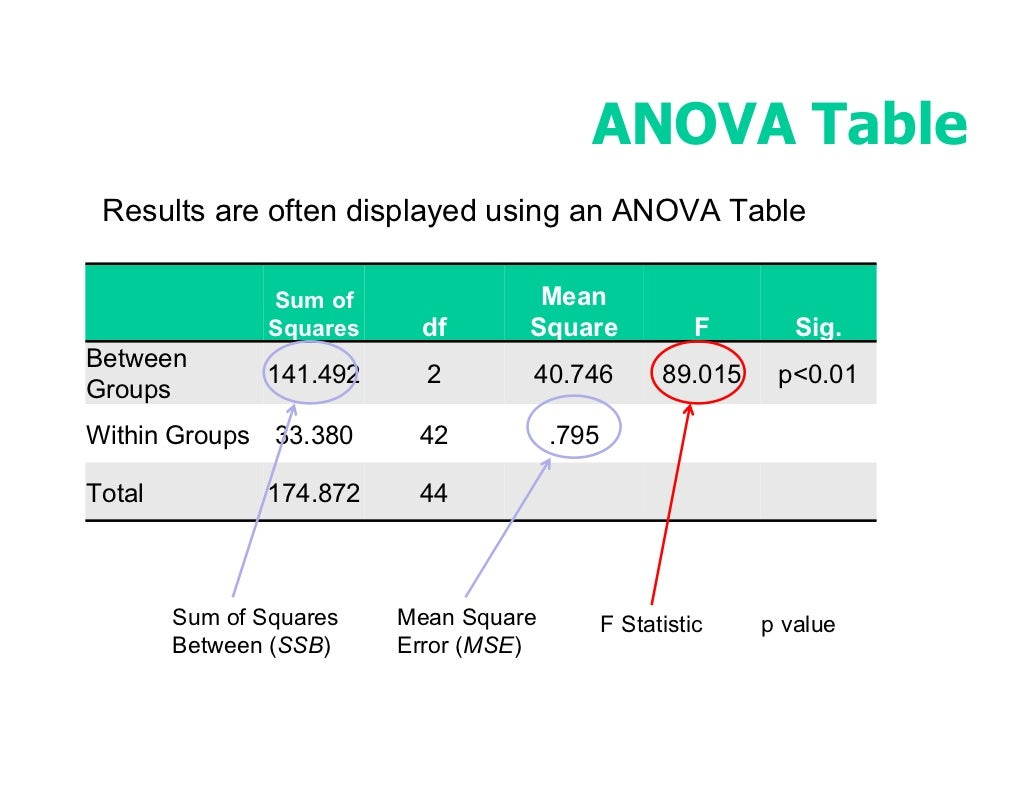 ANOVA Table
Results are often displayed using an ANOVA Table
Sum of Squares df Mean Square F Sig.
Between Groups 141.492 2 40.746 89.015 p<0.01
Within Groups 33.380 42 .795
Total 174.872 44
Sum of Squares Between (SSB)
Mean Square Error (MSE)
F Statistic
p value